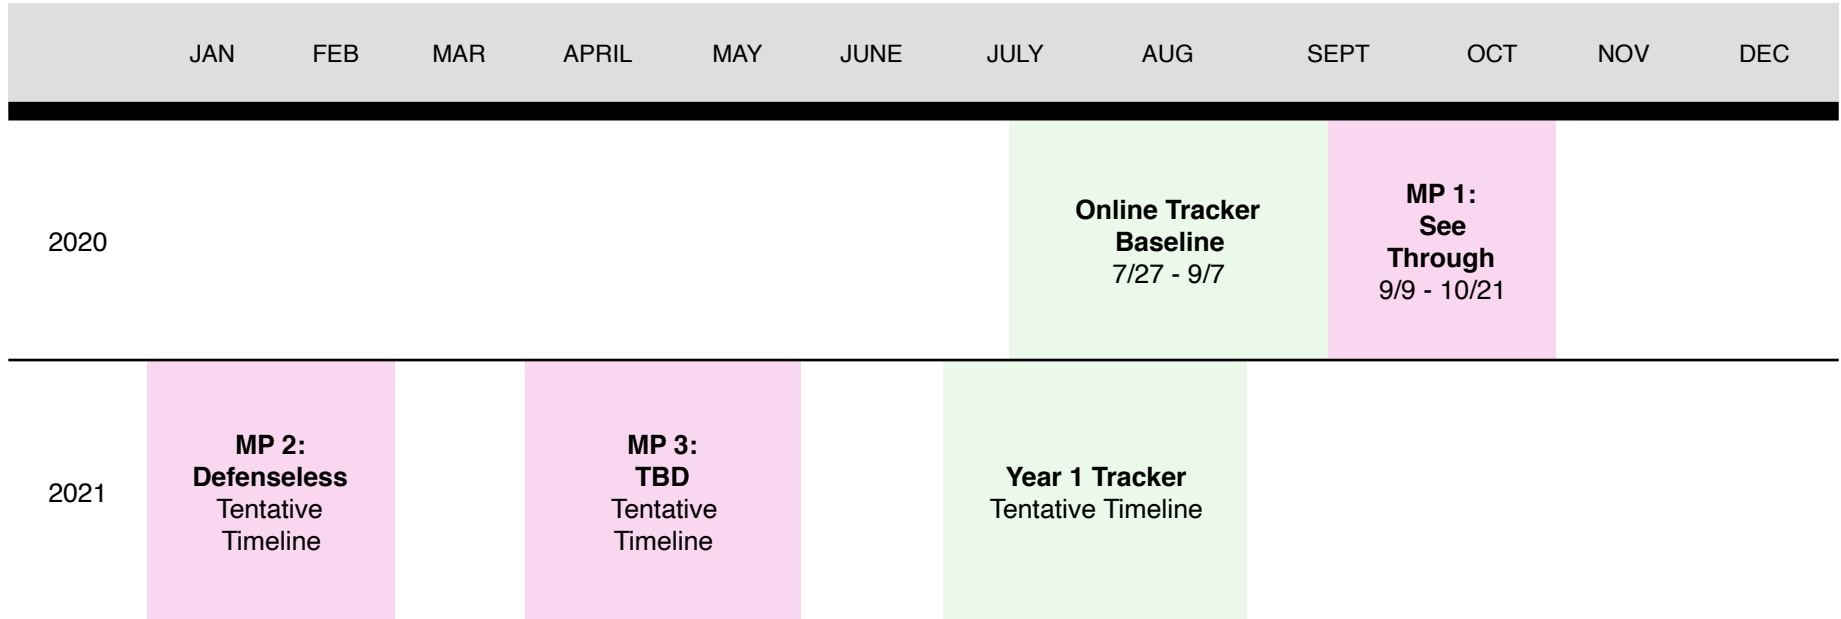 JAN FEB MAR APRIL MAY JUNE JULY AUG SEPT OCT NOV DEC
2020
Online Tracker
Baseline
7/27 - 9/7
MP 1:
See
Through
9/9 - 10/21
2021
MP 2:
Defenseless
Tentative
Timeline
MP 3:
TBD
Tentative
Timeline
Year 1 Tracker
Tentative Timeline